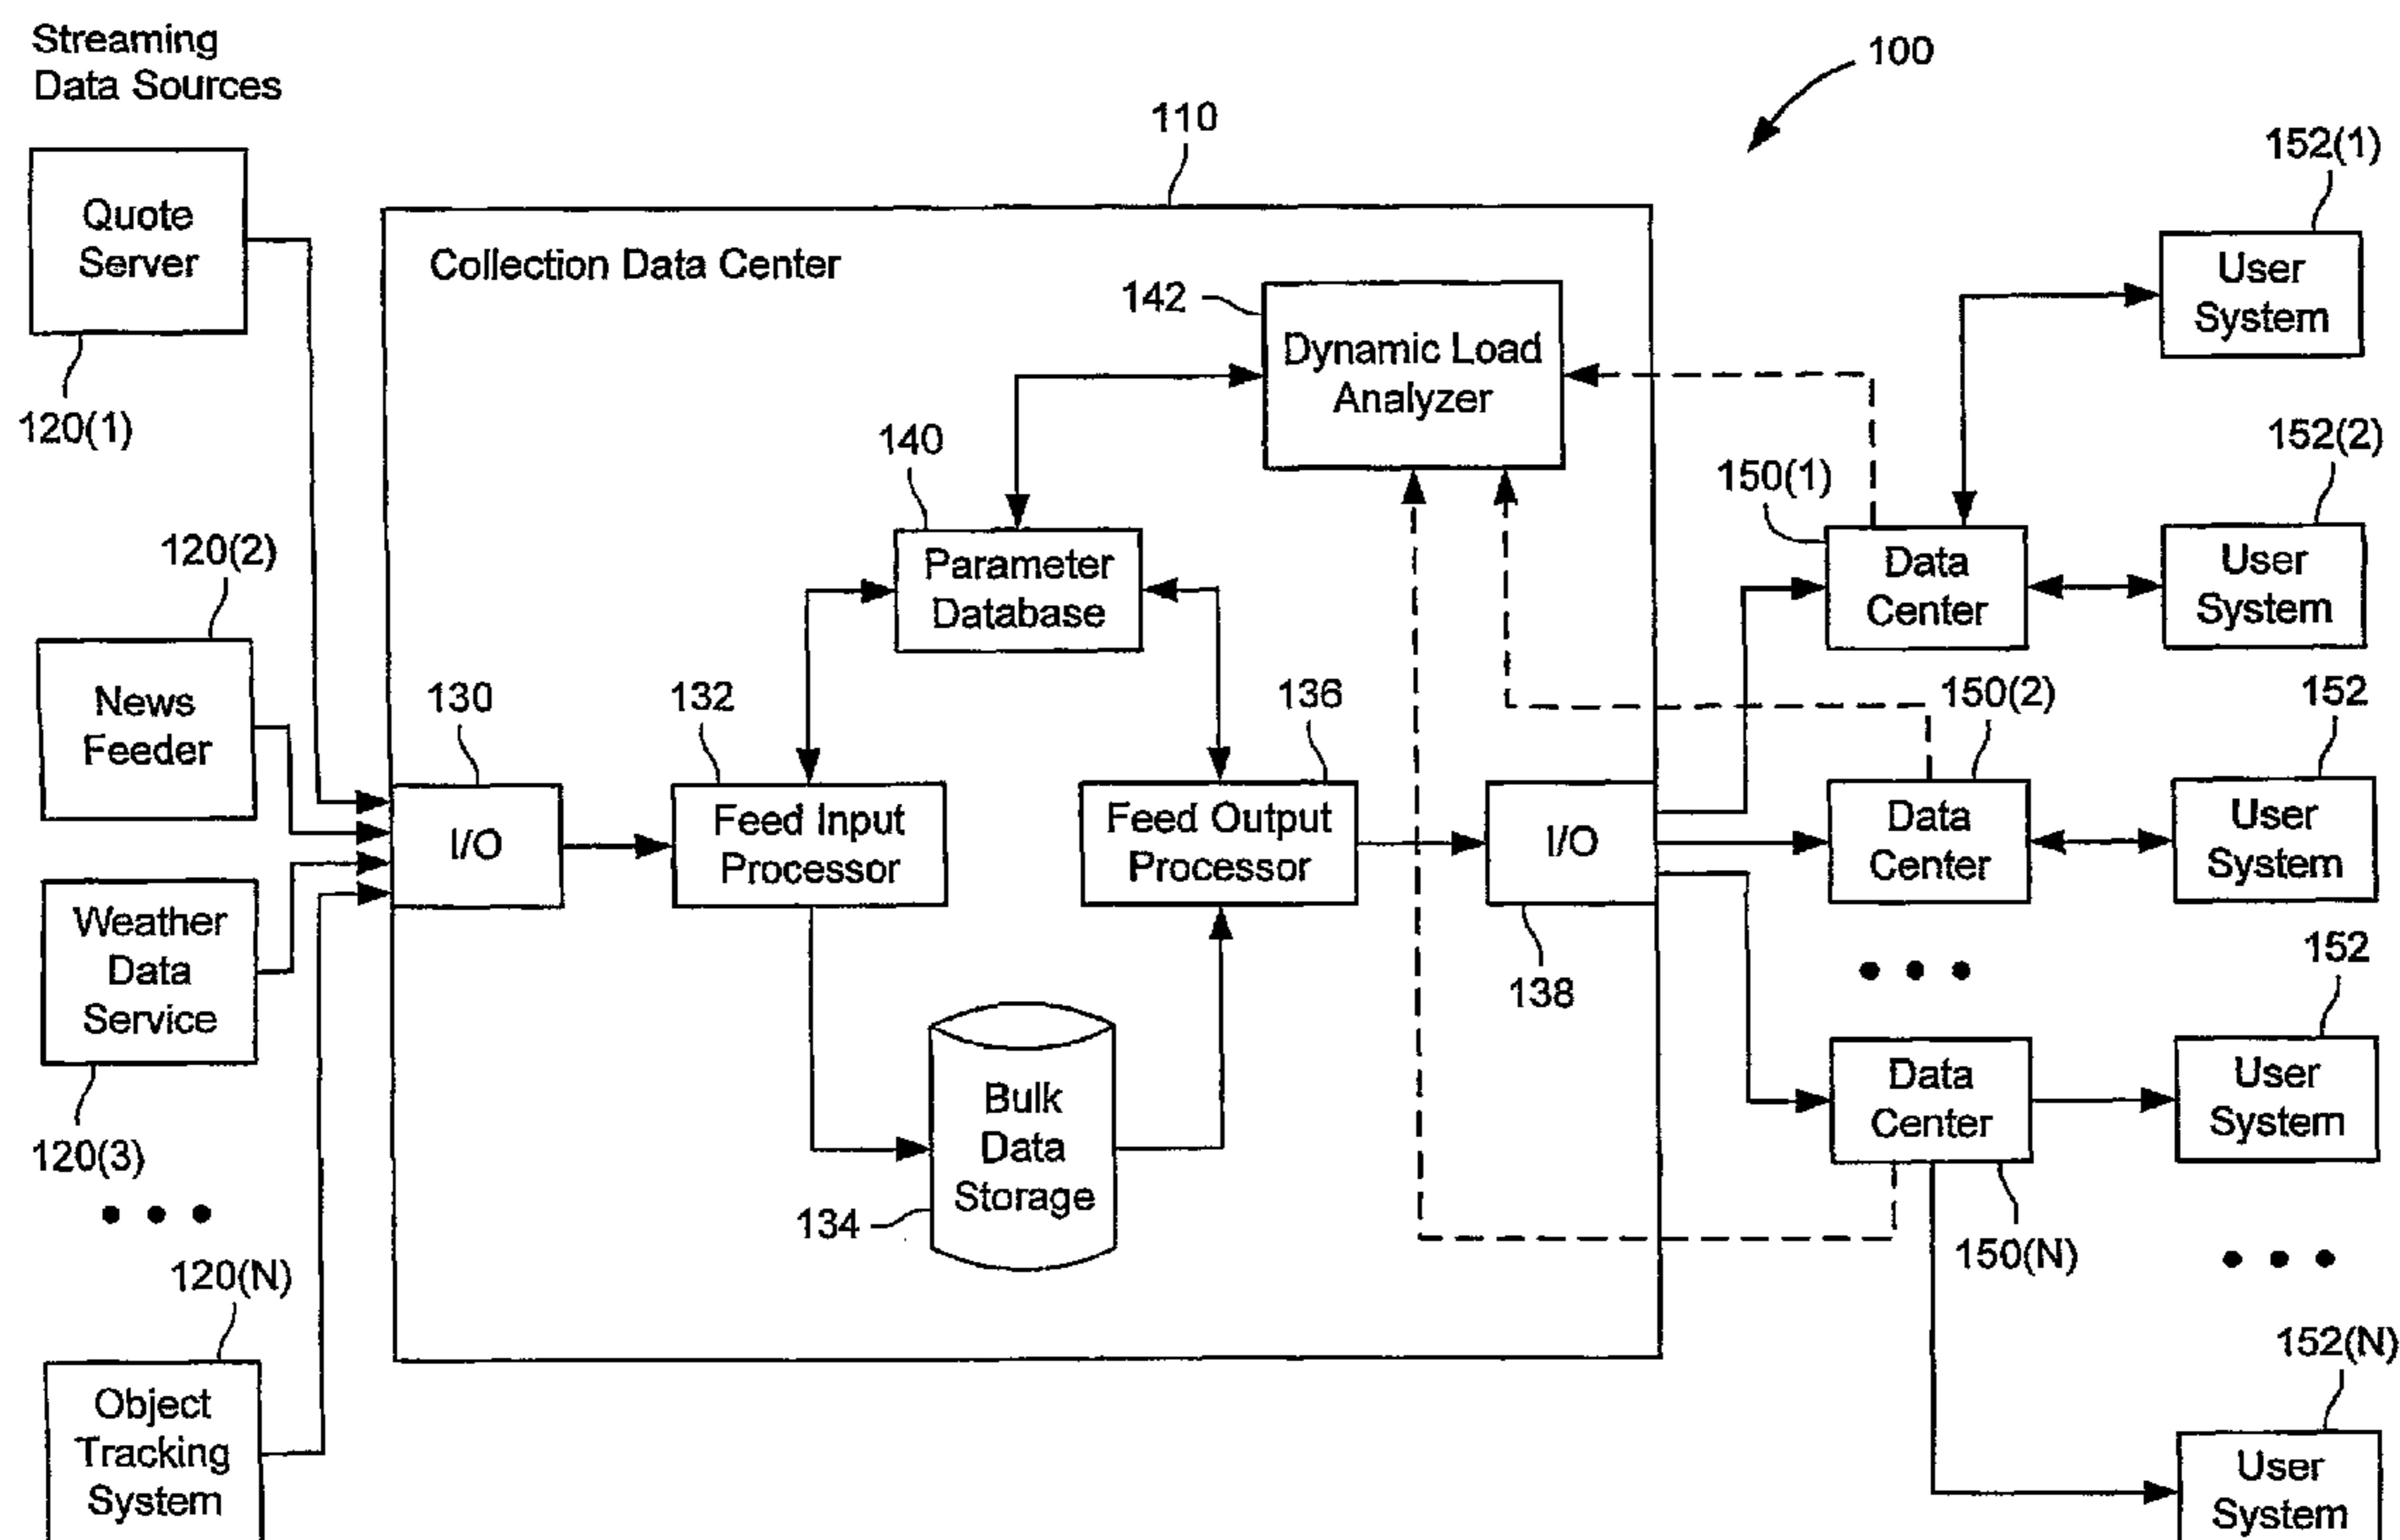 Streaming
Data Sources
100
110
152(1)
Quote
Server
Collection Data Center
User
System
142
Dynamic Load
Analyzer
120(1)
140
150(1)
152(2)
120(2)
Parameter
Database
Data
Center
User
System
News
Feeder
130
132
136
150(2)
152
I/O
Feed Input
Processor
Feed Output
Processor
I/O
Data
Center
User
System
Weather
Data
Service
138
152
120(3)
Bulk
Data
Storage
134
Data
Center
User
System
120(N)
150(N)
Object
Tracking
System
152(N)
User
System